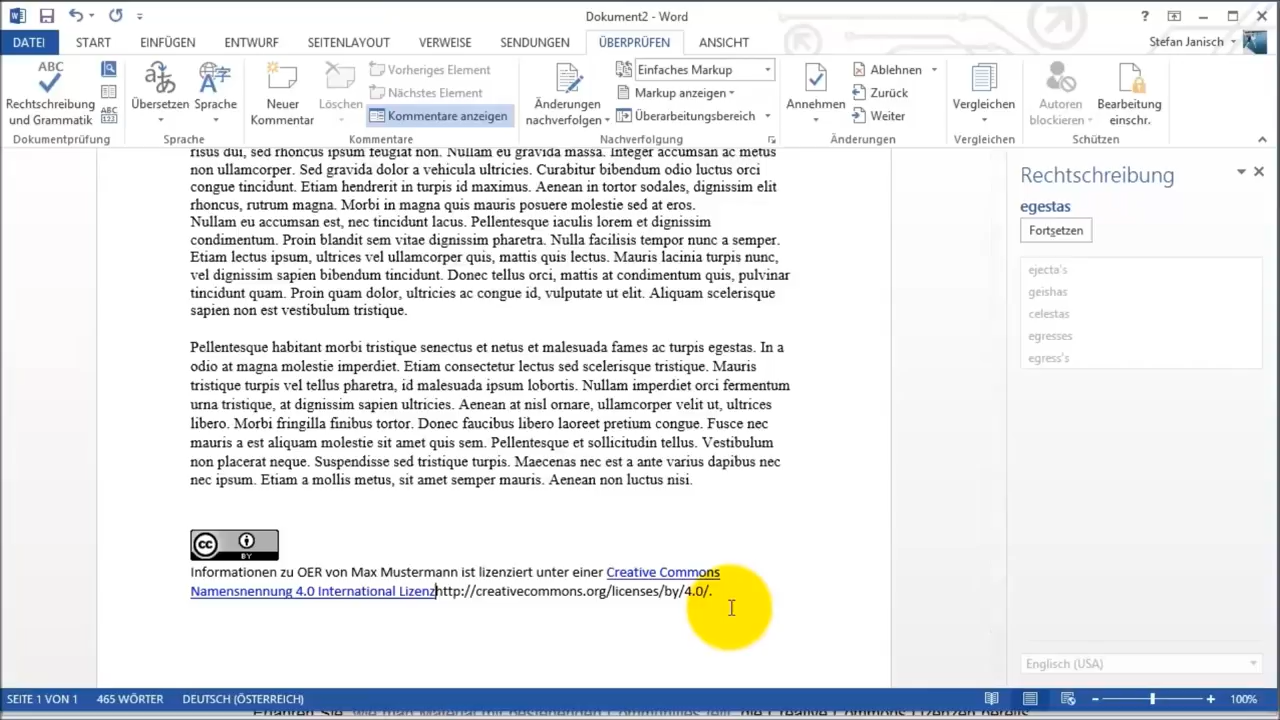 Dokument2 - Word
?
DATEI START EINFÜGEN ENTWURF SEITENLAYOUT VERWEISE SENDUNGEN ÜBERPRÜFEN ANSICHT Stefan Janisch
ABC
Rechtschreibung
und Grammatik
ABC
Dokumentprüfung
Übersetzen
Sprache
Sprache
Neuer
Kommentar
Löschen
Vorheriges Element
Nächstes Element
Kommentare anzeigen
Kommentare
Änderungen
nachverfolgen
Einfaches Markup
Markup anzeigen
Überarbeitungsbereich
Nachverfolgung
Annehmen
Ablehnen
Zurück
Weiter
Änderungen
Vergleichen
Vergleichen
Autoren
blockieren
Bearbeitung
einschr.
Schützen
risus dui, sed rhoncus ipsum feugiat non. Nullam eu gravida massa. Integer accumsan ac metus
non ullamcorper. Sed gravida dolor a vehicula ultricies. Curabitur bibendum odio luctus orci
congue tincidunt. Etiam hendrerit in turpis id maximus. Aenean in tortor sodales, dignissim elit
rhoncus, rutrum magna. Morbi in magna quis mauris posuere molestie sed at eros.
Nullam eu accumsan est, nec tincidunt lacus. Pellentesque iaculis lorem et dignissim
condimentum. Proin blandit sem vitae dignissim pharetra. Nulla facilisis tempor nunc a semper.
Etiam lectus ipsum, ultrices vel ullamcorper quis, mattis quis lectus. Mauris lacinia turpis nunc,
vel dignissim sapien bibendum tincidunt. Donec tellus orci, mattis at condimentum quis, pulvinar
tincidunt quam. Proin quam dolor, ultricies ac congue id, vulputate ut elit. Aliquam scelerisque
sapien non est vestibulum tristique.
Pellentesque habitant morbi tristique senectus et netus et malesuada fames ac turpis egestas. In a
odio at magna molestie imperdiet. Etiam consectetur lectus sed scelerisque tristique. Mauris
tristique turpis vel tellus pharetra, id malesuada ipsum lobortis. Nullam imperdiet orci fermentum
urna tristique, at dignissim sapien ultricies. Aenean at nisl ornare, ullamcorper velit ut, ultrices
libero. Morbi fringilla finibus tortor. Donec faucibus libero laoreet pretium congue. Fusce nec
mauris a est aliquam molestie sit amet quis sem. Pellentesque et sollicitudin tellus. Vestibulum
non placerat neque. Suspendisse sed tristique turpis. Maecenas nec est a ante varius dapibus nec
nec ipsum. Etiam a mollis metus, sit amet semper mauris. Aenean non luctus nisi.
cc BY
Informationen zu OER von Max Mustermann ist lizenziert unter einer Creative Commons
Namensnennung 4.0 International Lizenzhttp://creativecommons.org/licenses/by/4.0/.
Rechtschreibung
egestas
Fortsetzen
ejecta's
geishas
celestas
egresses
egress's
Englisch (USA)
SEITE 1 VON 1 465 WÖRTER DEUTSCH (ÖSTERREICH) 100%